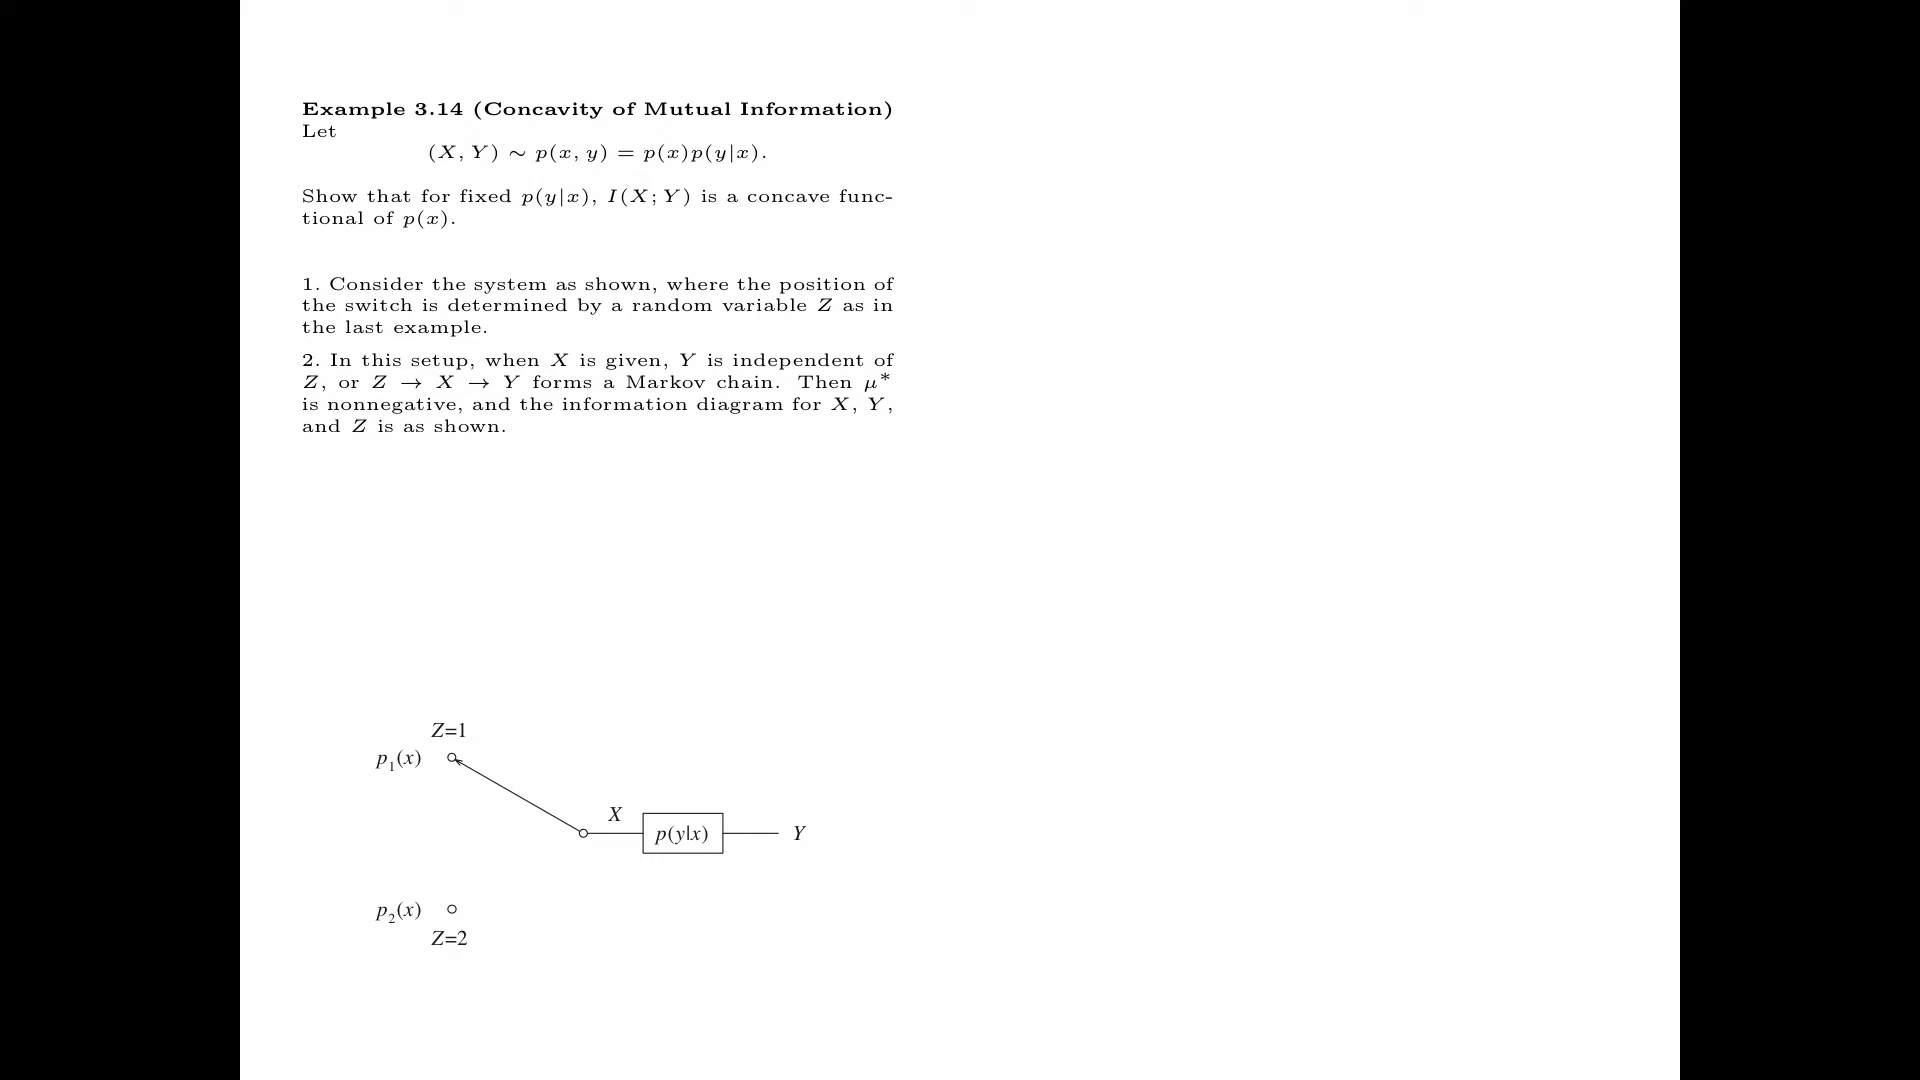 Example 3.14 (Concavity of Mutual Information)
Let
(X, Y) ∼ p(x, y) = p(x)p(y|x).
Show that for fixed p(y|x), I(X; Y) is a concave func-
tional of p(x).
1. Consider the system as shown, where the position of
the switch is determined by a random variable Z as in
the last example.
2. In this setup, when X is given, Y is independent of
Z, or Z → X → Y forms a Markov chain. Then μ*
is nonnegative, and the information diagram for X, Y,
and Z is as shown.
Z=1
p₁(x)
X
p(y|x)
Y
p₂(x)
Z=2